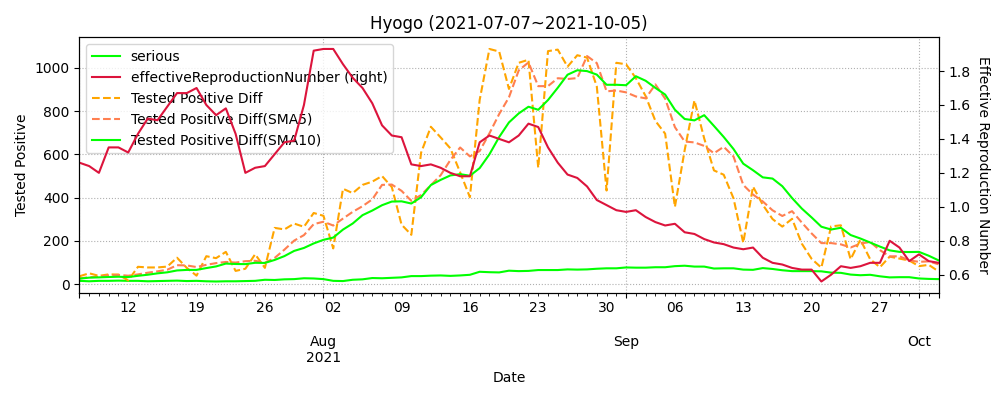 Hyogo (2021-07-07~2021-10-05)
serious
effectiveReproductionNumber (right)
Tested Positive Diff
Tested Positive Diff(SMA5)
Tested Positive Diff(SMA10)
Tested Positive
1000
800
600
400
200
0
1.8
1.6
1.4
1.2
1.0
0.8
0.6
Effective Reproduction Number
12 19 26 02 09 16 23 30 06 13 20 27
Aug Sep Oct
2021
Date